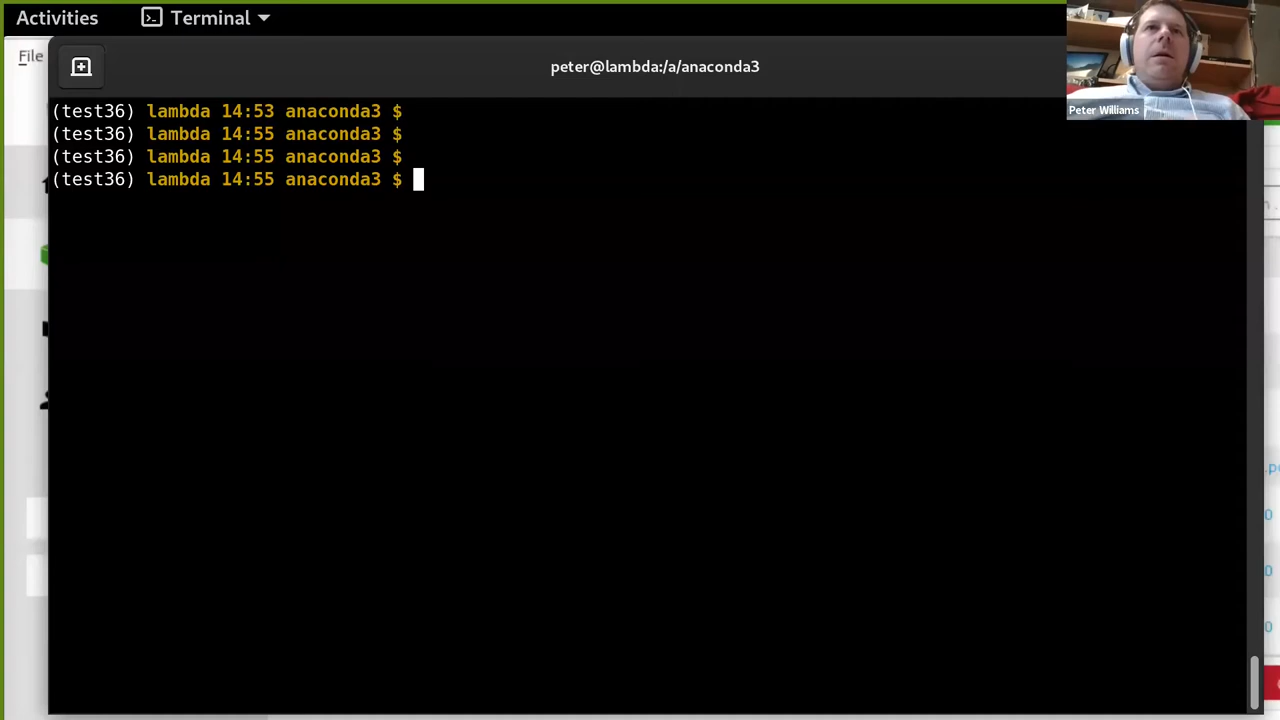 Activities
Terminal
File
peter@lambda:/a/anaconda3
Peter Williams
(test36) lambda 14:53 anaconda3 $
(test36) lambda 14:55 anaconda3 $
(test36) lambda 14:55 anaconda3 $
(test36) lambda 14:55 anaconda3 $